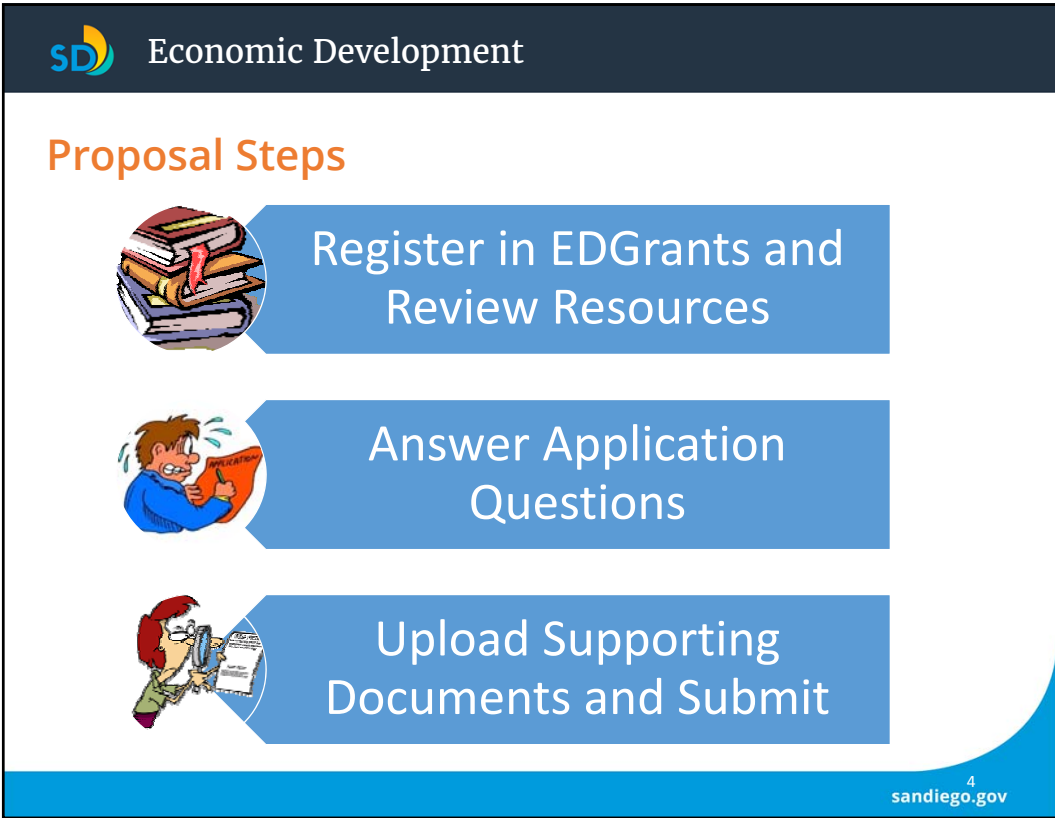 SD
Economic Development
Proposal Steps
Register in EDGrants and
Review Resources
APPLICATION
Answer Application
Questions
Upload Supporting
Documents and Submit
4
sandiego.gov